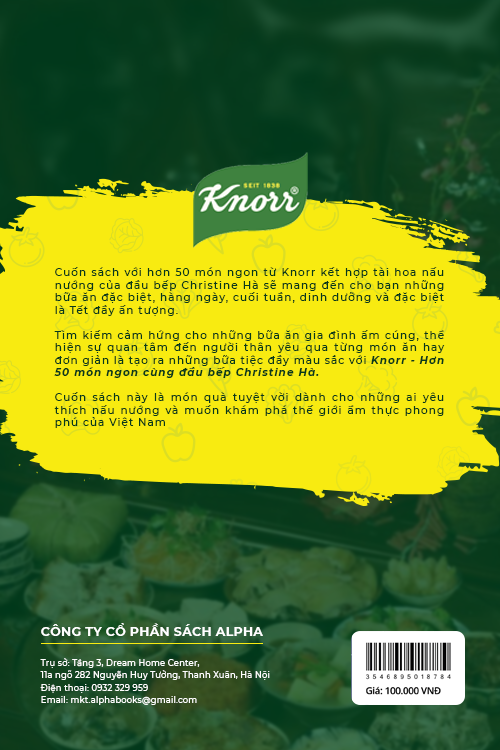 SEIT 1838
Knorr®
Cuốn sách với hơn 50 món ngon từ Knorr kết hợp tài hoa nấu
nướng của đầu bếp Christine Hà sẽ mang đến cho bạn những
bữa ăn đặc biệt, hàng ngày, cuối tuần, dinh dưỡng và đặc biệt
là Tết đầy ấn tượng.
Tìm kiếm cảm hứng cho những bữa ăn gia đình ấm cúng, thể
hiện sự quan tâm đến người thân yêu qua từng món ăn hay
đơn giản là tạo ra những bữa tiệc đầy màu sắc với Knorr - Hơn
50 món ngon cùng đầu bếp Christine Hà.
Cuốn sách này là món quà tuyệt vời dành cho những ai yêu
thích nấu nướng và muốn khám phá thế giới ẩm thực phong
phú của Việt Nam
CÔNG TY CỔ PHẦN SÁCH ALPHA
Trụ sở: Tầng 3, Dream Home Center,
11a ngõ 282 Nguyễn Huy Tưởng, Thanh Xuân, Hà Nội
Điện thoại: 0932 329 959
Email: mkt.alphabooks@gmail.com
3546895018784
Giá: 100.000 VNĐ